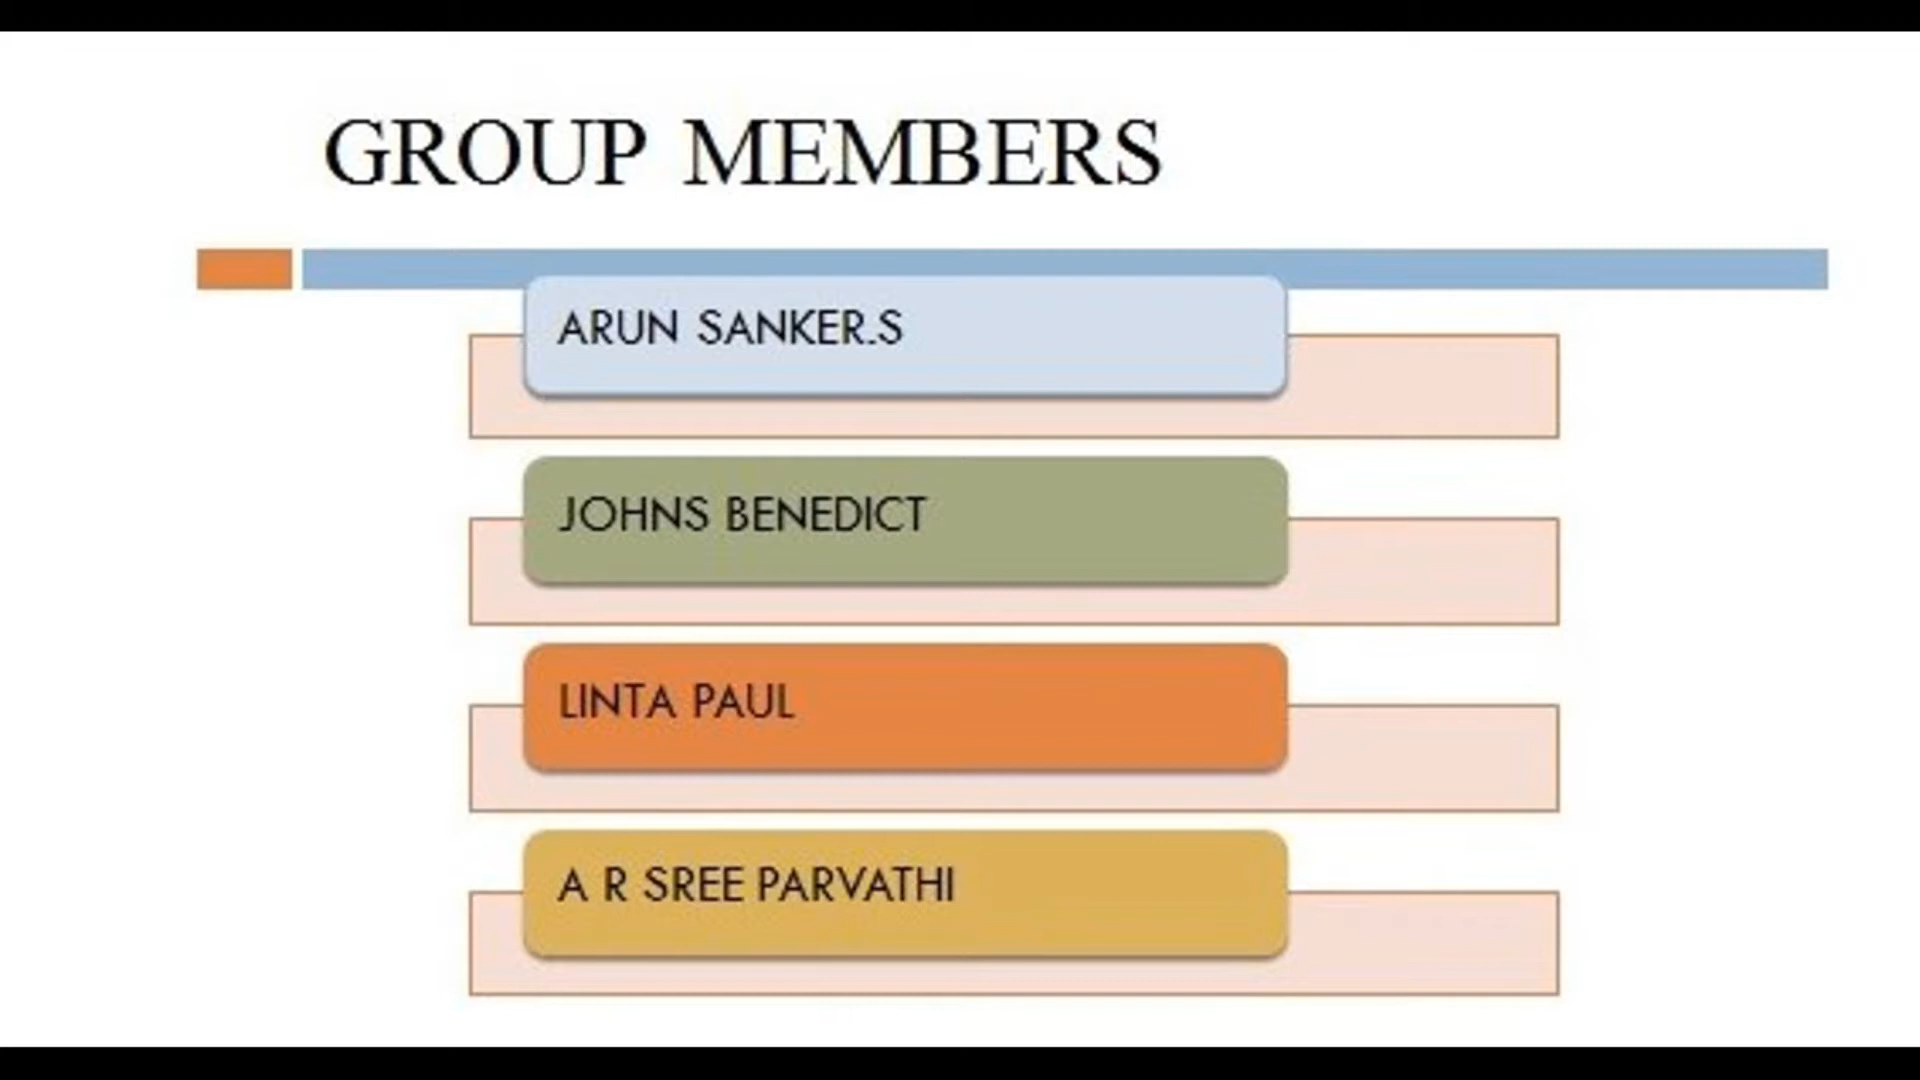 GROUP MEMBERS
ARUN SANKER.S
JOHNS BENEDICT
LINTA PAUL
A R SREE PARVATHI